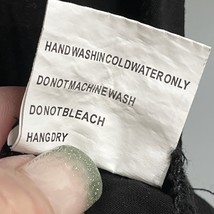 HANDWASHINCOLDWATERONLY
DONOTMACHINEWASH
DONOTBLEACH
HANGDRY